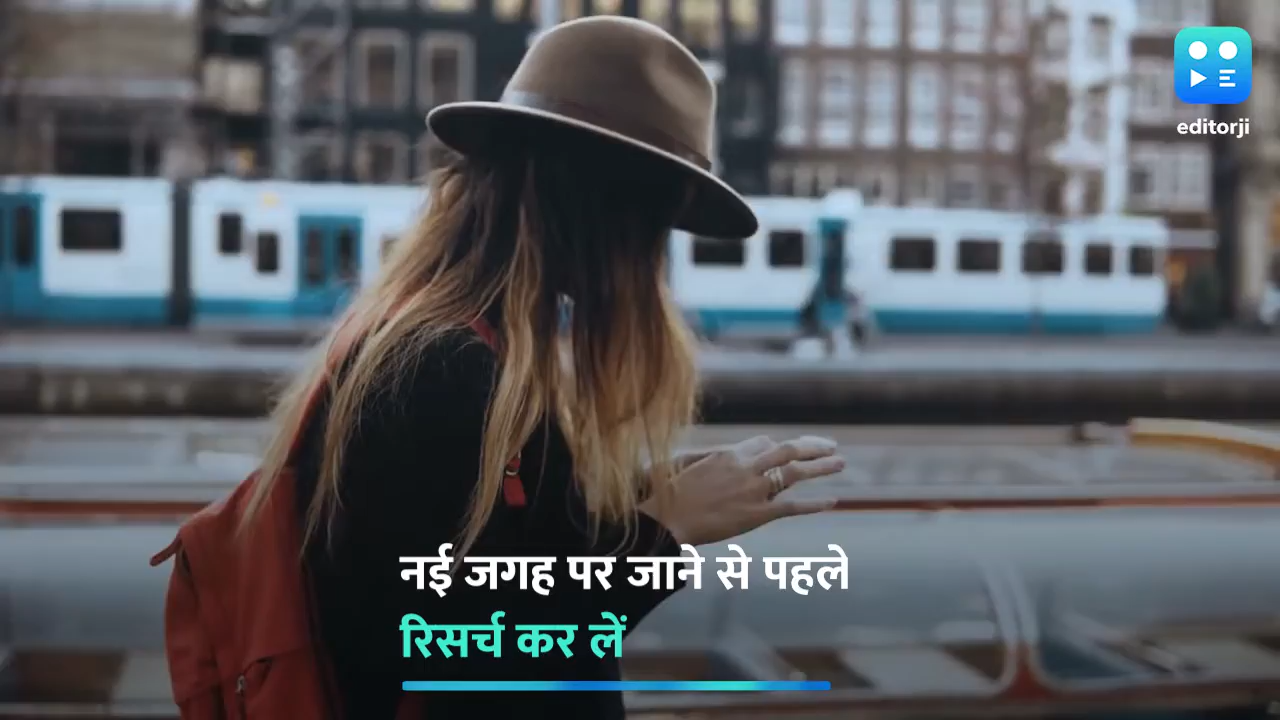 editorji
नई जगह पर जाने से पहले
रिसर्च कर लें